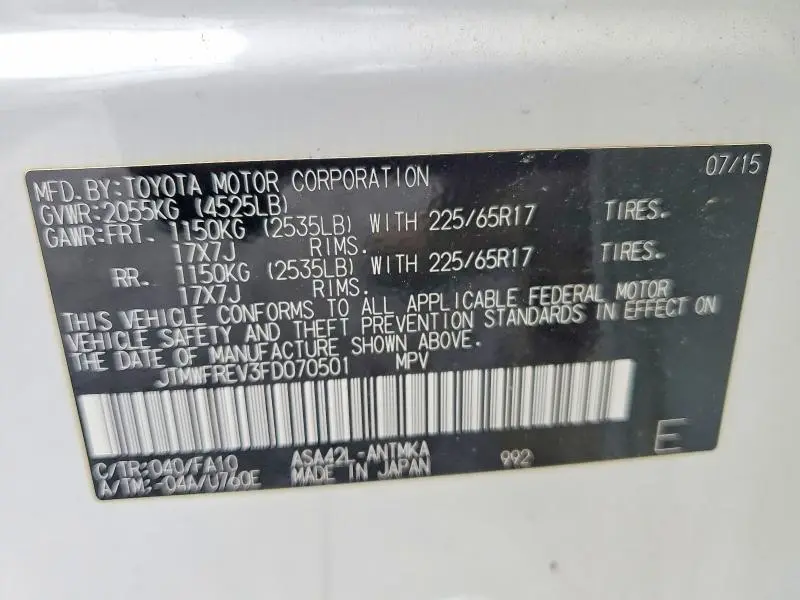 07/15
MFD.BY:TOYOTA MOTOR CORPORATION
GVWR:2055KG (4525LB)
GAWR:FRT. 1150KG (2535LB) WITH 225/65R17 TIRES.
17X7J RIMS.
RR. 1150KG (2535LB) WITH 225/65R17 TIRES.
17X7J RIMS.
THIS VEHICLE CONFORMS TO ALL APPLICABLE FEDERAL MOTOR
VEHICLE SAFETY AND THEFT PREVENTION STANDARDS IN EFFECT ON
THE DATE OF MANUFACTURE SHOWN ABOVE.
JTMWFREV3FD070501 MPV
C/TR:040/FA10 ASA42L-ANTMKA 992 E
A/TM:-04A/U760E MADE IN JAPAN